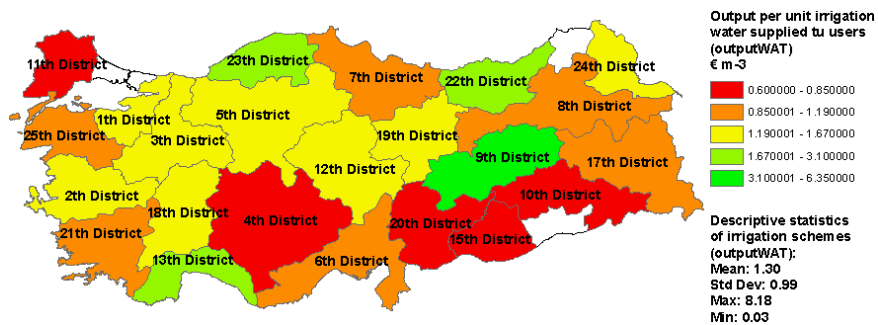 11th District
23th District
7th District
22th District
24th District
8th District
25th District
1th District
5th District
3th District
19th District
9th District
17th District
12th District
2th District
10th District
18th District
4th District
20th District
15th District
21th District
13th District
6th District
Output per unit irrigation
water supplied tu users
(outputWAT)
€ m-3
0.600000 - 0.850000
0.850001 - 1.190000
1.190001 - 1.670000
1.670001 - 3.100000
3.100001 - 6.350000
Descriptive statistics
of irrigation schemes
(outputWAT):
Mean: 1.30
Std Dev: 0.99
Max: 8.18
Min: 0.03